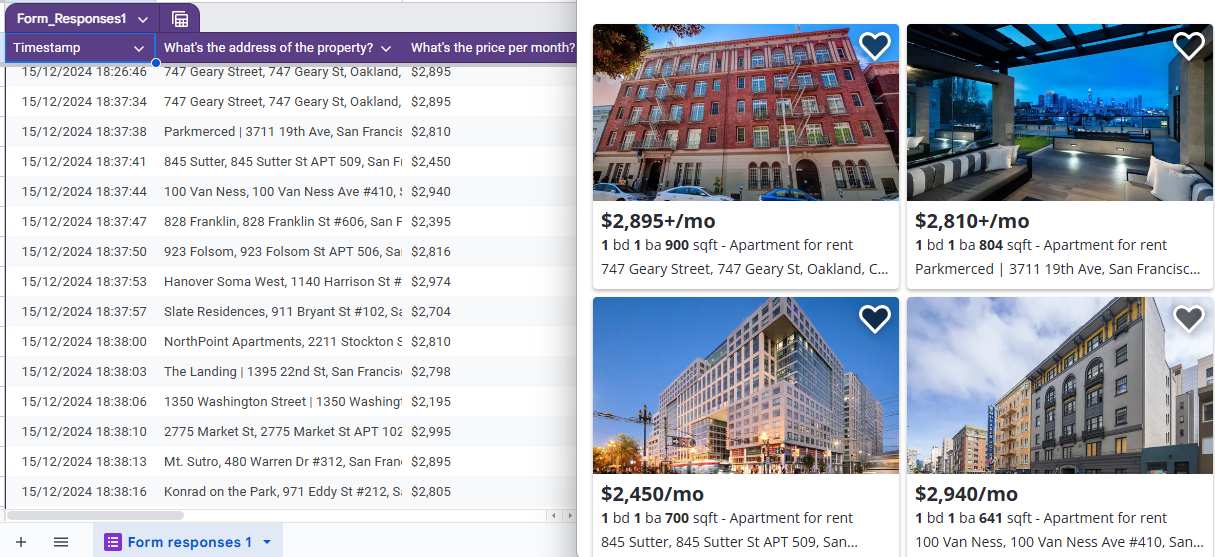 Form_Responses1
Timestamp What's the address of the property? What's the price per month?
15/12/2024 18:26:46 747 Geary Street, 747 Geary St, Oakland, $2,895
15/12/2024 18:37:34 747 Geary Street, 747 Geary St, Oakland, $2,895
15/12/2024 18:37:38 Parkmerced | 3711 19th Ave, San Francis $2,810
15/12/2024 18:37:41 845 Sutter, 845 Sutter St APT 509, San F $2,450
15/12/2024 18:37:44 100 Van Ness, 100 Van Ness Ave #410, S $2,940
15/12/2024 18:37:47 828 Franklin, 828 Franklin St #606, San F $2,395
15/12/2024 18:37:50 923 Folsom, 923 Folsom St APT 506, Sa $2,816
15/12/2024 18:37:53 Hanover Soma West, 1140 Harrison St # $2,974
15/12/2024 18:37:57 Slate Residences, 911 Bryant St #102, Sa $2,704
15/12/2024 18:38:00 NorthPoint Apartments, 2211 Stockton S $2,810
15/12/2024 18:38:03 The Landing | 1395 22nd St, San Francisc $2,798
15/12/2024 18:38:06 1350 Washington Street | 1350 Washingt $2,195
15/12/2024 18:38:10 2775 Market St, 2775 Market St APT 102 $2,995
15/12/2024 18:38:13 Mt. Sutro, 480 Warren Dr #312, San Fran $2,895
15/12/2024 18:38:16 Konrad on the Park, 971 Eddy St #212, S $2,805
Form responses 1
$2,895+/mo
1 bd 1 ba 900 sqft - Apartment for rent
747 Geary Street, 747 Geary St, Oakland, C...
$2,810+/mo
1 bd 1 ba 804 sqft - Apartment for rent
Parkmerced | 3711 19th Ave, San Francisc...
$2,450/mo
1 bd 1 ba 700 sqft - Apartment for rent
845 Sutter, 845 Sutter St APT 509, San...
$2,940/mo
1 bd 1 ba 641 sqft - Apartment for rent
100 Van Ness, 100 Van Ness Ave #410, San...